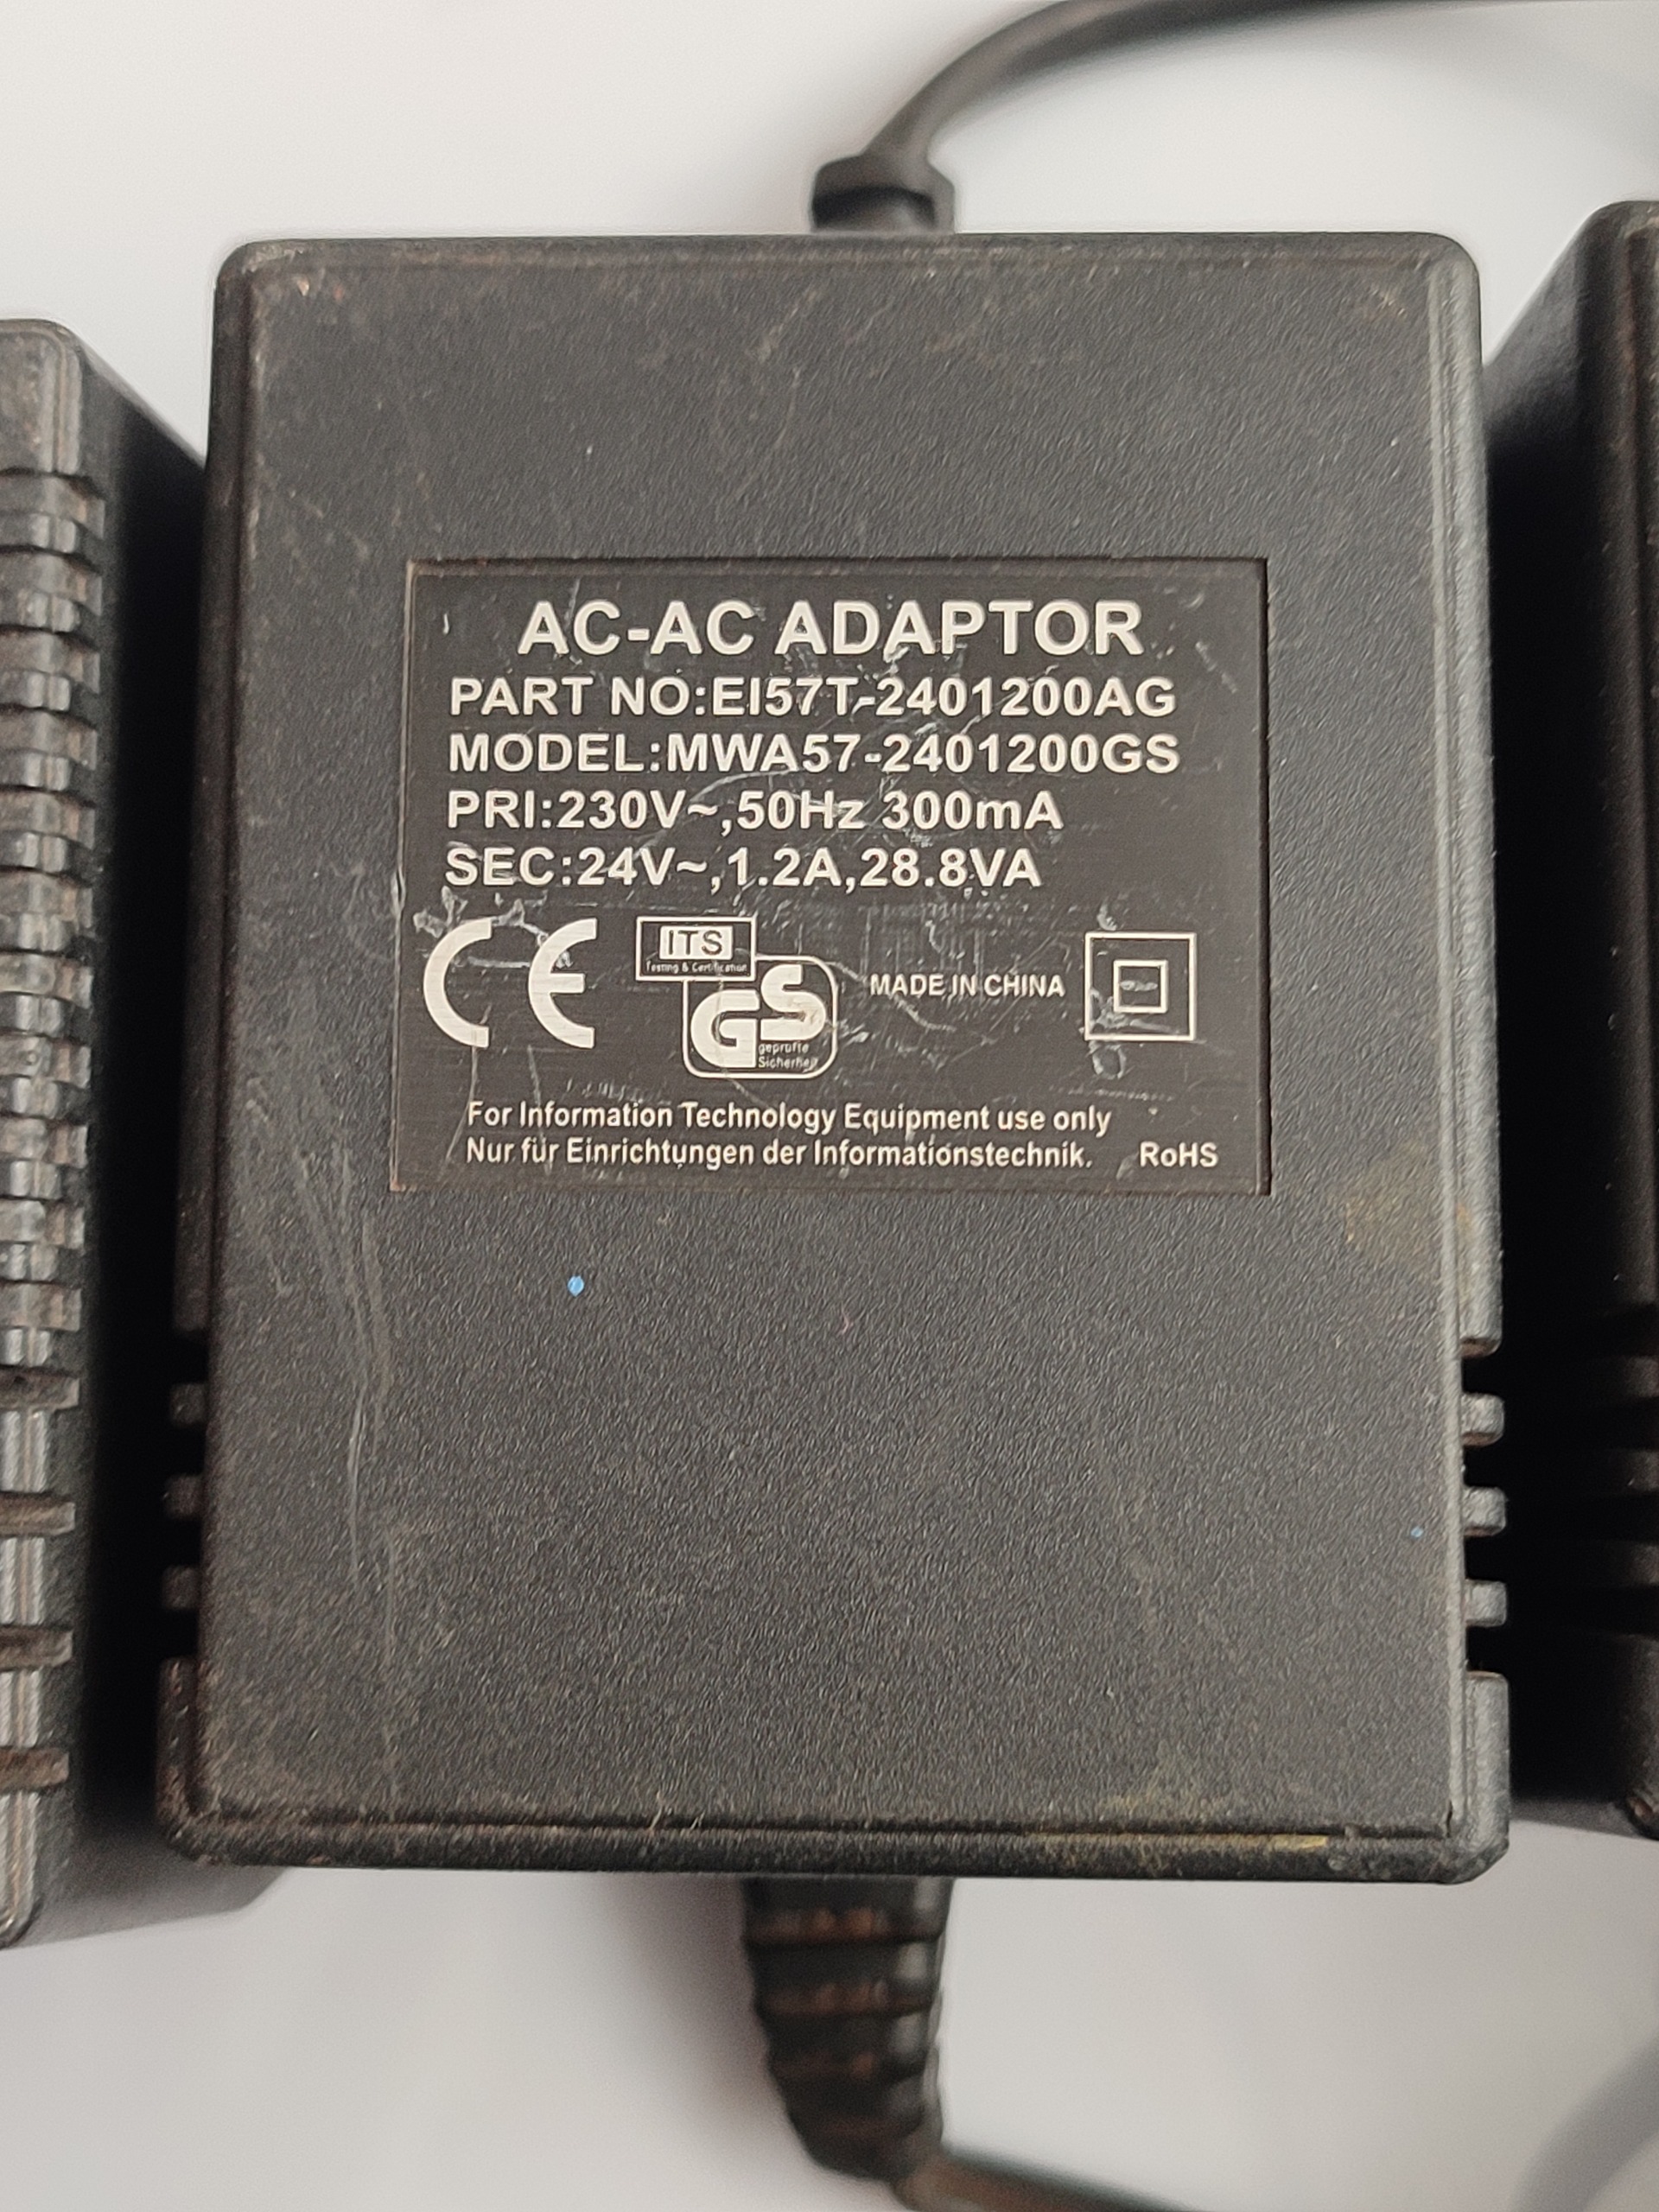 AC-AC ADAPTOR
PART NO:EI57T-2401200AG
MODEL:MWA57-2401200GS
PRI:230V~,50Hz 300mA
SEC:24V~,1.2A,28.8VA
CE
ITS
Testing & Certification
GS
geprüfte
Sicherheit
MADE IN CHINA
For Information Technology Equipment use only
Nur für Einrichtungen der Informationstechnik. RoHS